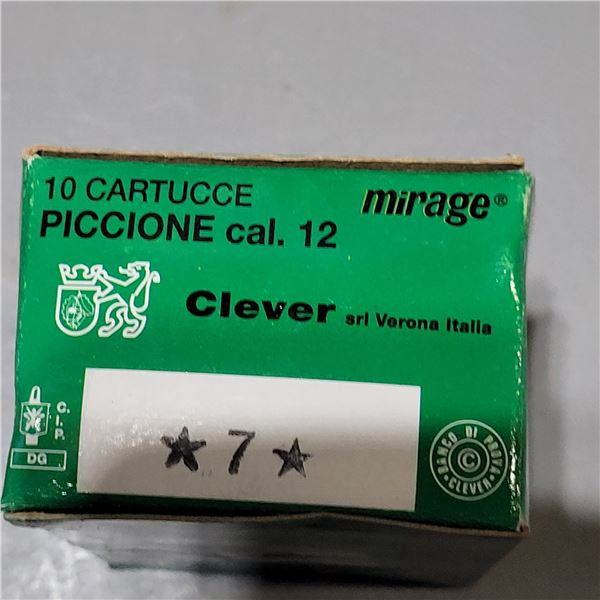 10 CARTUCCE
PICCIONE cal. 12
mirage®
Clever srl Verona Italia
C.I.P.
DG
★ 7 ★
BANCO DI PROVA
©
CLEVER